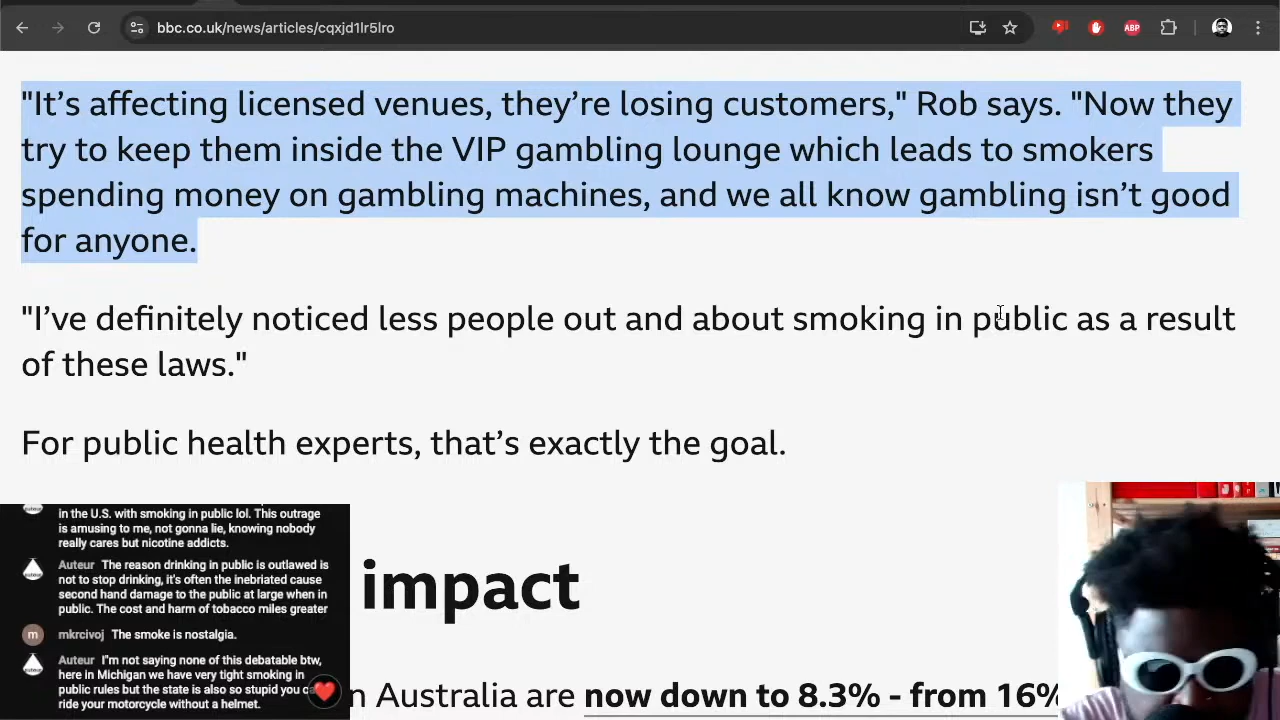 bbc.co.uk/news/articles/cqxjd1lr5lro
ABP
"It's affecting licensed venues, they're losing customers," Rob says. "Now they
try to keep them inside the VIP gambling lounge which leads to smokers
spending money on gambling machines, and we all know gambling isn't good
for anyone.
"I've definitely noticed less people out and about smoking in public as a result
of these laws."
For public health experts, that's exactly the goal.
impact
n Australia are now down to 8.3% - from 16%
in the U.S. with smoking in public lol. This outrage
is amusing to me, not gonna lie, knowing nobody
really cares but nicotine addicts.
Auteur The reason drinking in public is outlawed is
not to stop drinking, it's often the inebriated cause
second hand damage to the public at large when in
public. The cost and harm of tobacco miles greater
m mkrcivoj The smoke is nostalgia.
Auteur I"m not saying none of this debatable btw,
here in Michigan we have very tight smoking in
public rules but the state is also so stupid you
ride your motorcycle without a helmet.